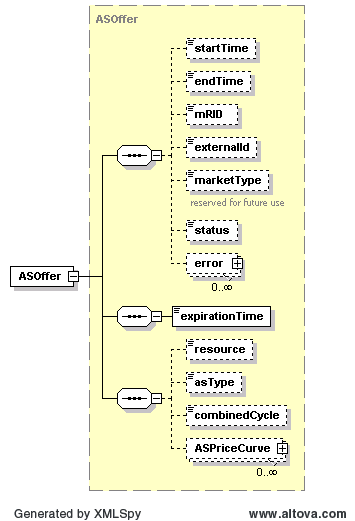 ASOffer
startTime
endTime
mRID
externalId
marketType
reserved for future use
status
error
0..∞
ASOffer
expirationTime
resource
asType
combinedCycle
ASPriceCurve
0..∞
Generated by XMLSpy www.altova.com